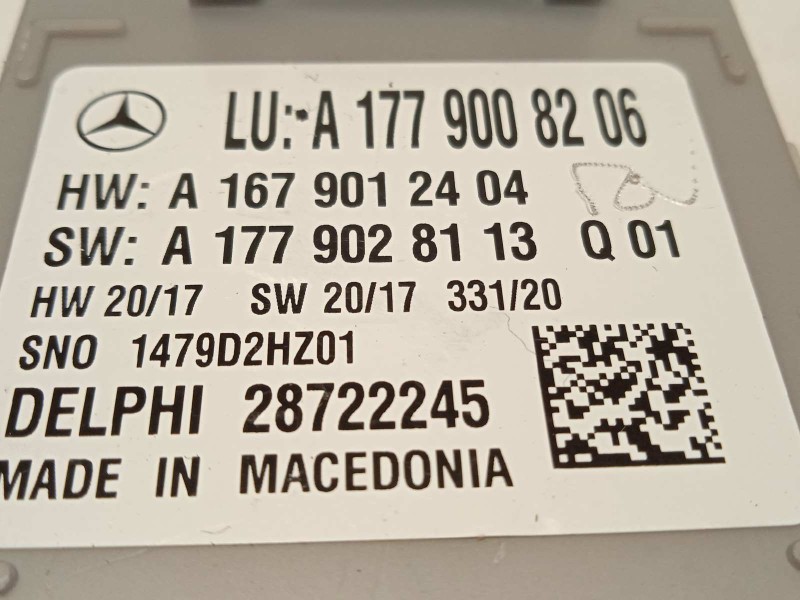 LU: A 177 900 82 06
HW: A 167 901 24 04
SW: A 177 902 81 13 Q 01
HW 20/17 SW 20/17 331/20
SNO 1479D2HZ01
DELPHI 28722245
MADE IN MACEDONIA